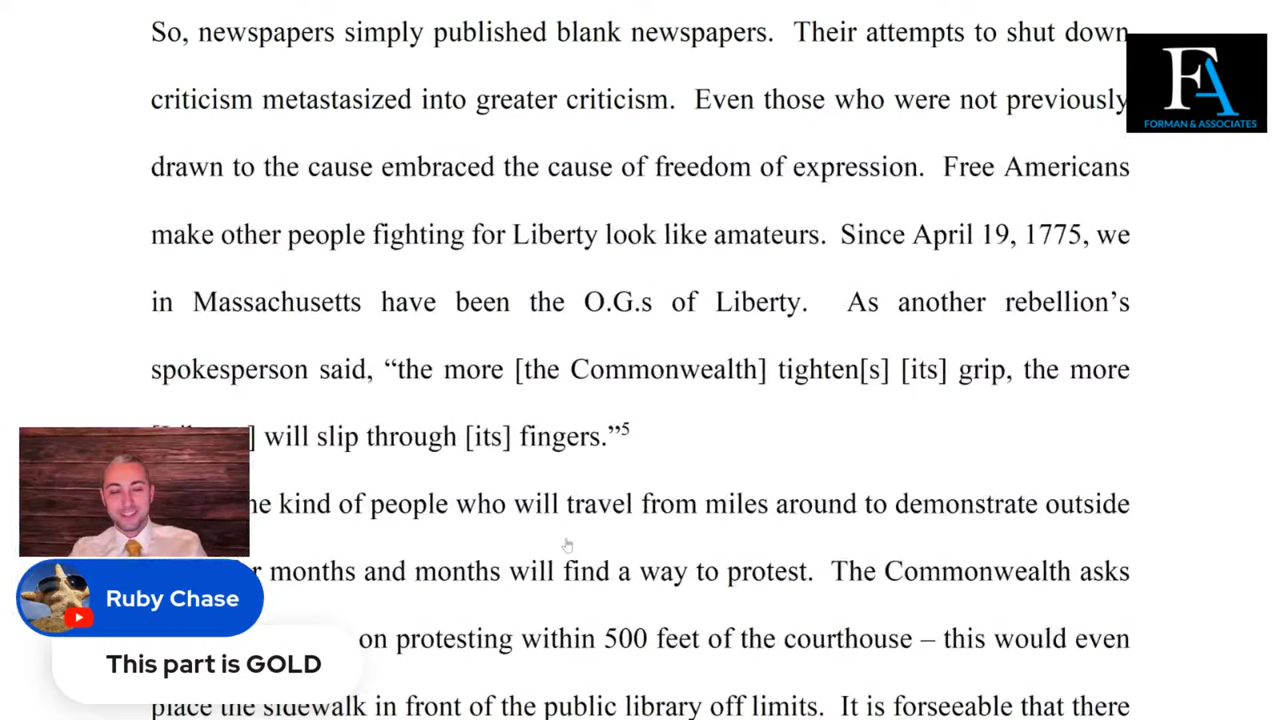 So, newspapers simply published blank newspapers. Their attempts to shut down
criticism metastasized into greater criticism. Even those who were not previously
drawn to the cause embraced the cause of freedom of expression. Free Americans
make other people fighting for Liberty look like amateurs. Since April 19, 1775, we
in Massachusetts have been the O.G.s of Liberty. As another rebellion’s
spokesperson said, “the more [the Commonwealth] tighten[s] [its] grip, the more
] will slip through [its] fingers.”⁵
kind of people who will travel from miles around to demonstrate outside
months and months will find a way to protest. The Commonwealth asks
on protesting within 500 feet of the courthouse – this would even
place the sidewalk in front of the public library off limits. It is forseeable that there
FA
FORMAN & ASSOCIATES
Ruby Chase
This part is GOLD